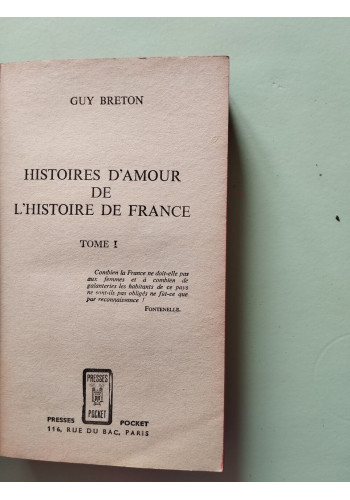 GUY BRETON
HISTOIRES D'AMOUR
DE
L'HISTOIRE DE FRANCE
TOME I
Combien la France ne doit-elle pas
aux femmes et à combien de
galanteries les habitants de ce pays
ne sont-ils pas obligés ne fût-ce que
par reconnaissance !
FONTENELLE.
PRESSES
POCKET
PRESSES POCKET
116, RUE DU BAC, PARIS